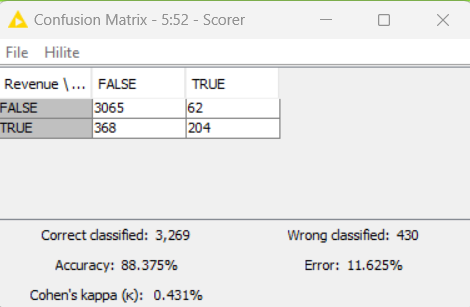 Confusion Matrix - 5:52 - Scorer
File Hilite
Revenue \ ... FALSE TRUE
FALSE 3065 62
TRUE 368 204
Correct classified: 3,269 Wrong classified: 430
Accuracy: 88.375% Error: 11.625%
Cohen's kappa (κ): 0.431%